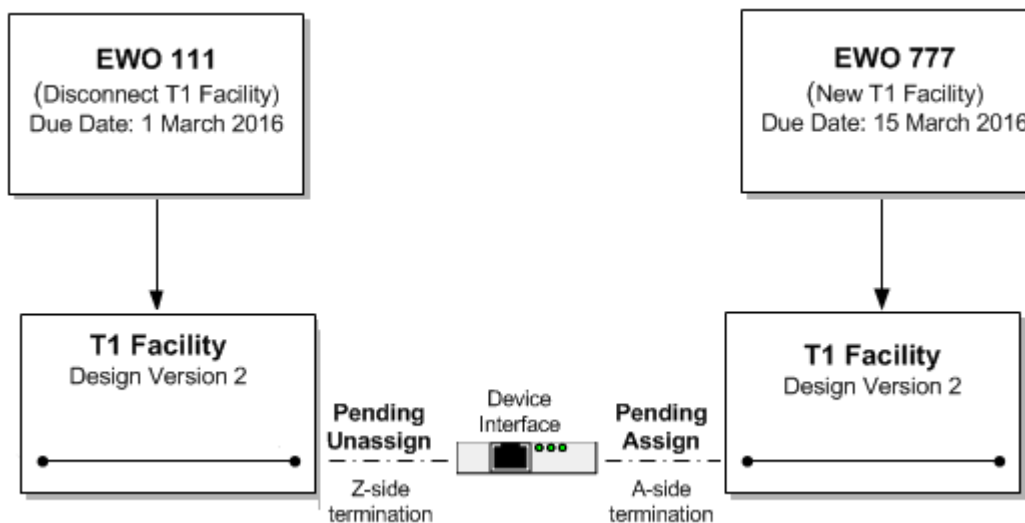 EWO 111
(Disconnect T1 Facility)
Due Date: 1 March 2016
EWO 777
(New T1 Facility)
Due Date: 15 March 2016
T1 Facility
Design Version 2
Pending
Unassign
Z-side
termination
Device
Interface
Pending
Assign
A-side
termination
T1 Facility
Design Version 2